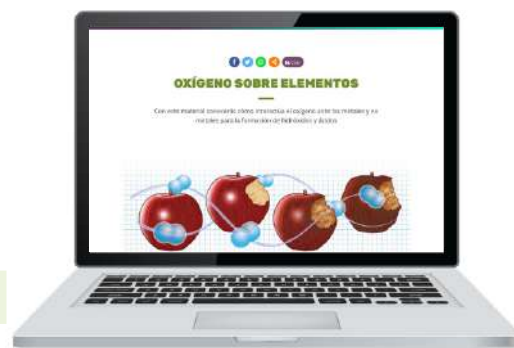 OXÍGENO SOBRE ELEMENTOS
Con este material conocerás cómo interactúa el oxígeno ante los metales y no
metales para la formación de hidróxidos y ácidos